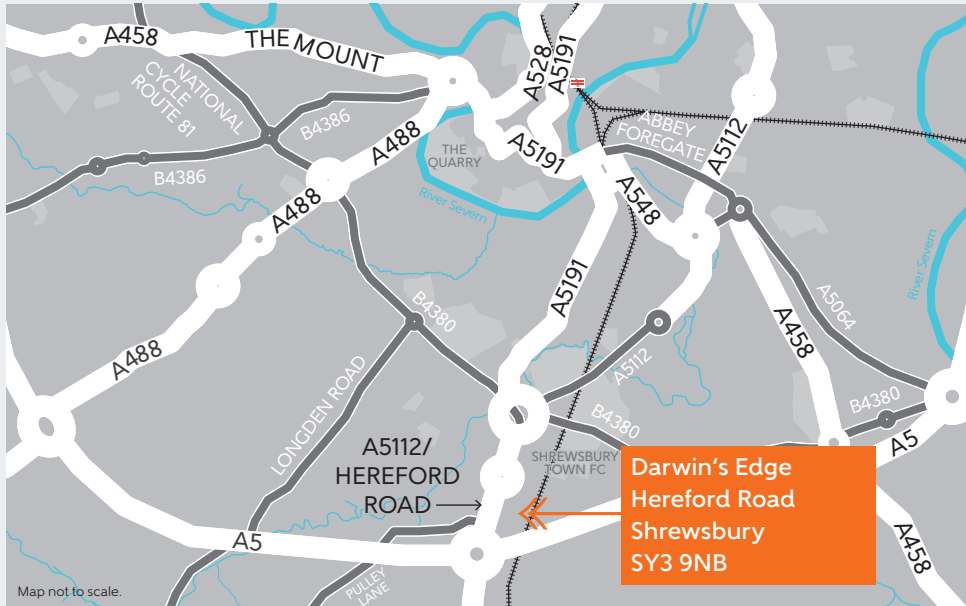 A458
THE MOUNT
NATIONAL
CYCLE
ROUTE 81
B4386
B4386
A488
A528
A5191
THE
QUARRY
A5191
ABBEY
FOREGATE
A5112
River Severn
A548
A488
A5191
B4380
A488
LONGDEN ROAD
A5112
A458
A5064
River Severn
B4380
B4380
A5
SHREWSBURY
TOWN FC
A5112/
HEREFORD
ROAD
Darwin's Edge
Hereford Road
Shrewsbury
SY3 9NB
A5
PULLEY
LANE
A458
Map not to scale.